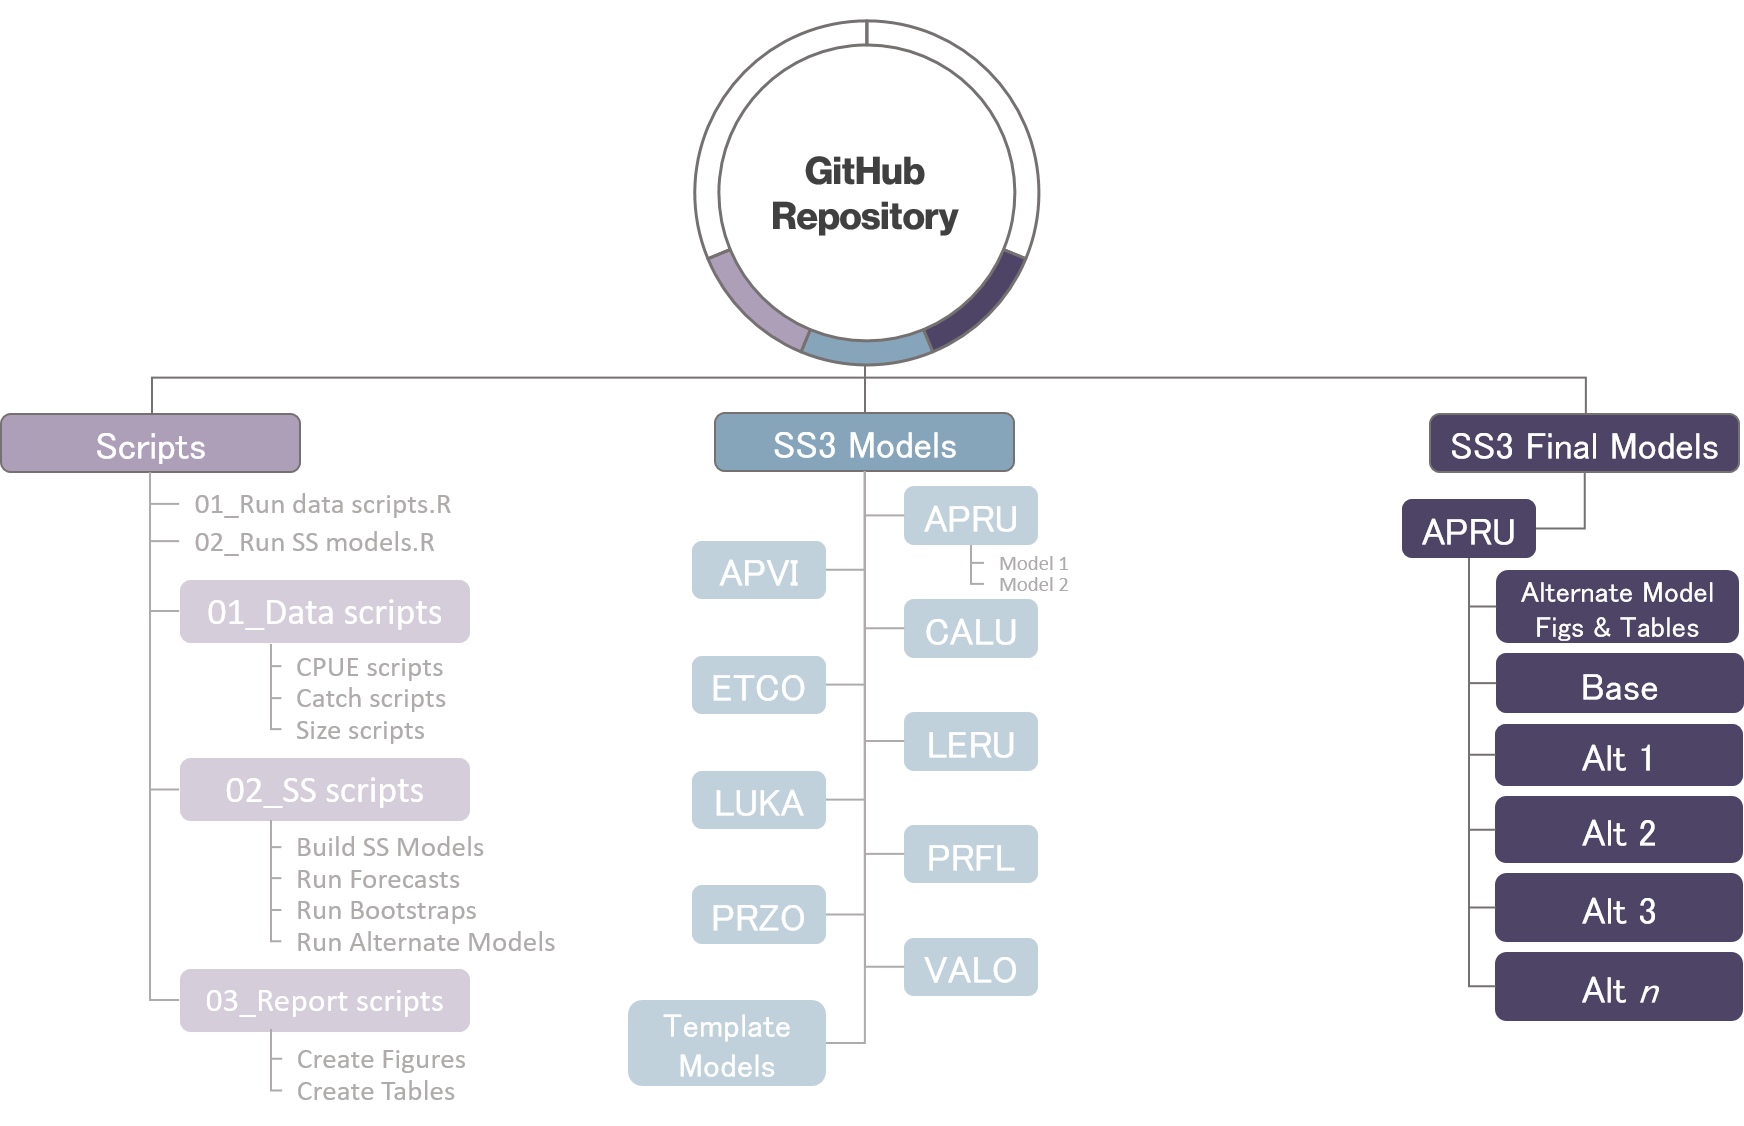 GitHub
Repository
Scripts
01_Run data scripts.R
02_Run SS models.R
01_Data scripts
CPUE scripts
Catch scripts
Size scripts
02_SS scripts
Build SS Models
Run Forecasts
Run Bootstraps
Run Alternate Models
03_Report scripts
Create Figures
Create Tables
SS3 Models
APRU
Model 1
Model 2
APVI
CALU
ETCO
LERU
LUKA
PRFL
PRZO
VALO
Template
Models
SS3 Final Models
APRU
Alternate Model
Figs & Tables
Base
Alt 1
Alt 2
Alt 3
Alt n